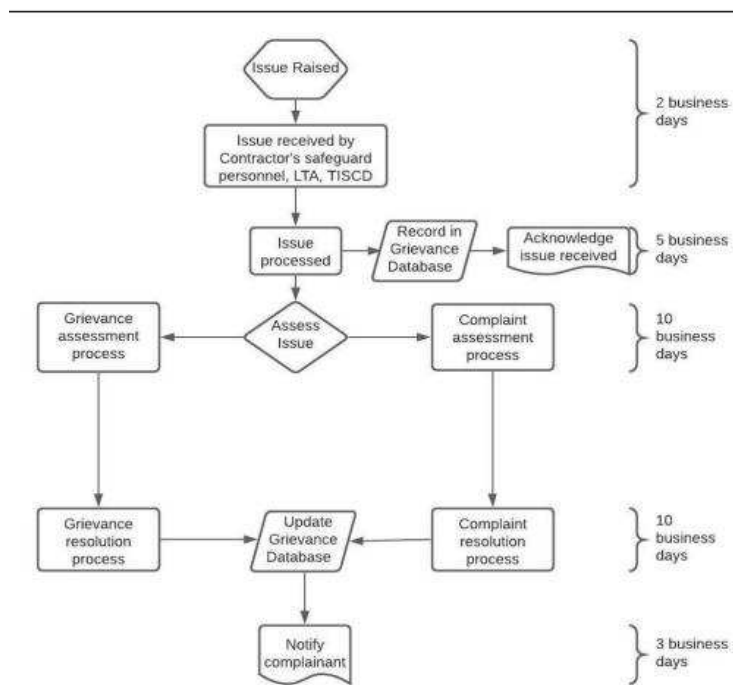 Issue Raised
2 business
days
Issue received by
Contractor's safeguard
personnel, LTA, TISCD
Issue
processed
Record in
Grievance
Database
Acknowledge
issue received
5 business
days
Grievance
assessment
process
Assess
Issue
Complaint
assessment
process
10
business
days
Grievance
resolution
process
Update
Grievance
Database
Complaint
resolution
process
10
business
days
Notify
complainant
3 business
days